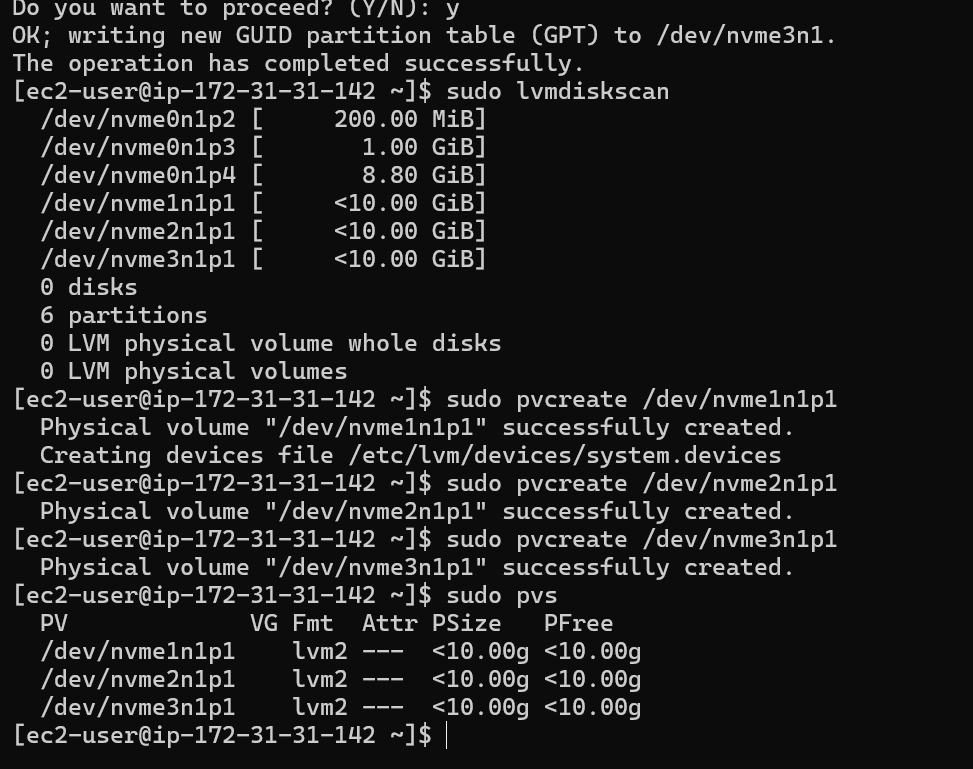 Do you want to proceed? (Y/N): y
OK; writing new GUID partition table (GPT) to /dev/nvme3n1.
The operation has completed successfully.
[ec2-user@ip-172-31-31-142 ~]$ sudo lvmdiskscan
  /dev/nvme0n1p2 [     200.00 MiB]
  /dev/nvme0n1p3 [       1.00 GiB]
  /dev/nvme0n1p4 [       8.80 GiB]
  /dev/nvme1n1p1 [     <10.00 GiB]
  /dev/nvme2n1p1 [     <10.00 GiB]
  /dev/nvme3n1p1 [     <10.00 GiB]
  0 disks
  6 partitions
  0 LVM physical volume whole disks
  0 LVM physical volumes
[ec2-user@ip-172-31-31-142 ~]$ sudo pvcreate /dev/nvme1n1p1
  Physical volume "/dev/nvme1n1p1" successfully created.
  Creating devices file /etc/lvm/devices/system.devices
[ec2-user@ip-172-31-31-142 ~]$ sudo pvcreate /dev/nvme2n1p1
  Physical volume "/dev/nvme2n1p1" successfully created.
[ec2-user@ip-172-31-31-142 ~]$ sudo pvcreate /dev/nvme3n1p1
  Physical volume "/dev/nvme3n1p1" successfully created.
[ec2-user@ip-172-31-31-142 ~]$ sudo pvs
  PV             VG Fmt  Attr PSize   PFree
  /dev/nvme1n1p1    lvm2 ---  <10.00g <10.00g
  /dev/nvme2n1p1    lvm2 ---  <10.00g <10.00g
  /dev/nvme3n1p1    lvm2 ---  <10.00g <10.00g
[ec2-user@ip-172-31-31-142 ~]$